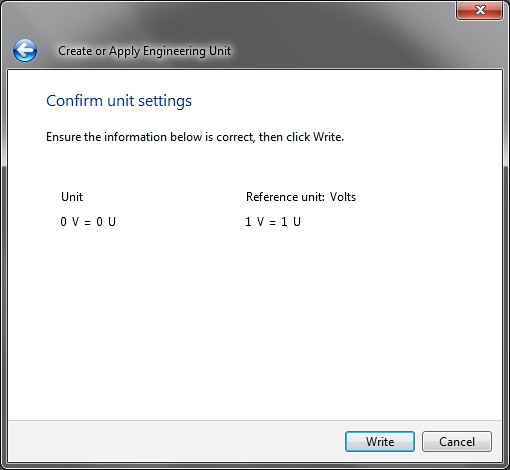 Create or Apply Engineering Unit
Confirm unit settings
Ensure the information below is correct, then click Write.
Unit Reference unit: Volts
0 V = 0 U 1 V = 1 U
Write Cancel